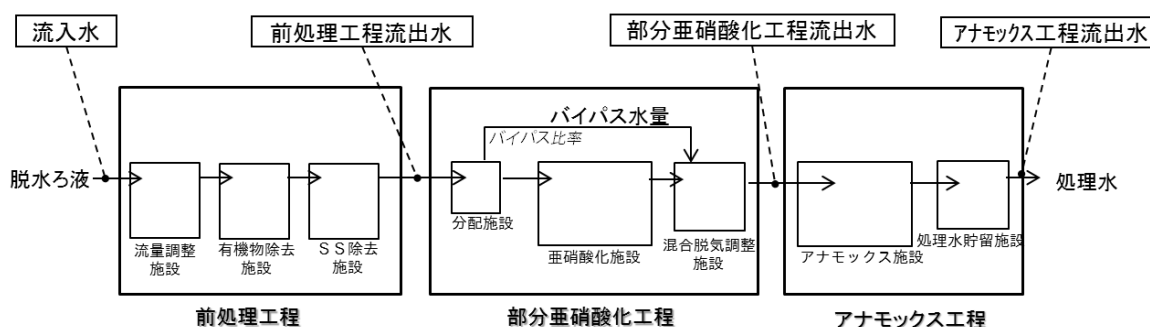 流入水
前処理工程流出水
部分亜硝酸化工程流出水
アナモックス工程流出水
バイパス水量
バイパス比率
脱水ろ液
処理水
流量調整
施設
有機物除去
施設
SS除去
施設
分配施設
亜硝酸化施設
混合脱気調整
施設
アナモックス施設
処理水貯留施設
前処理工程
部分亜硝酸化工程
アナモックス工程